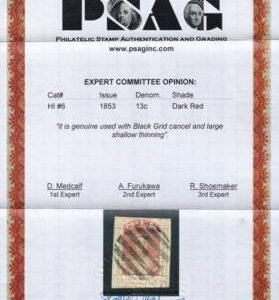 PSAG
PHILATELIC STAMP AUTHENTICATION AND GRADING
www.psaginc.com
EXPERT COMMITTEE OPINION:
Cat# Issue Denom. Shade
HI #6 1853 13c Dark Red
"it is genuine used with Black Grid cancel and large
shallow thinning".
D. Medcalf A. Furukawa R. Shoemaker
1st Expert 2nd Expert 3rd Expert